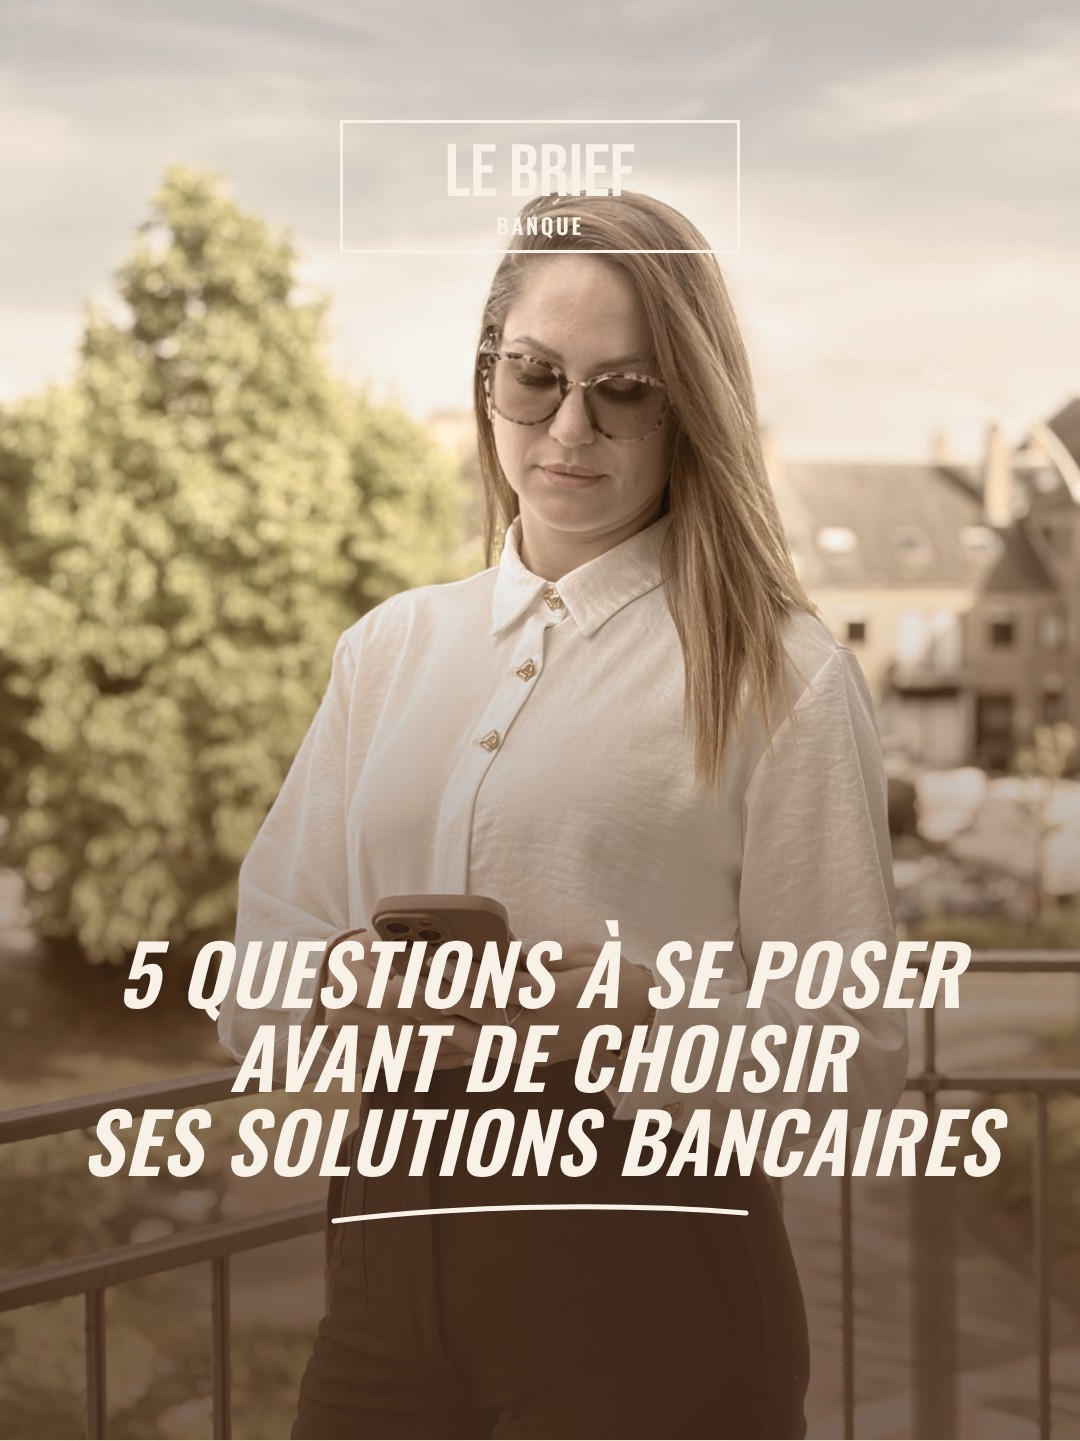 LE BRIEF
BANQUE
5 QUESTIONS À SE POSER
AVANT DE CHOISIR
SES SOLUTIONS BANCAIRES